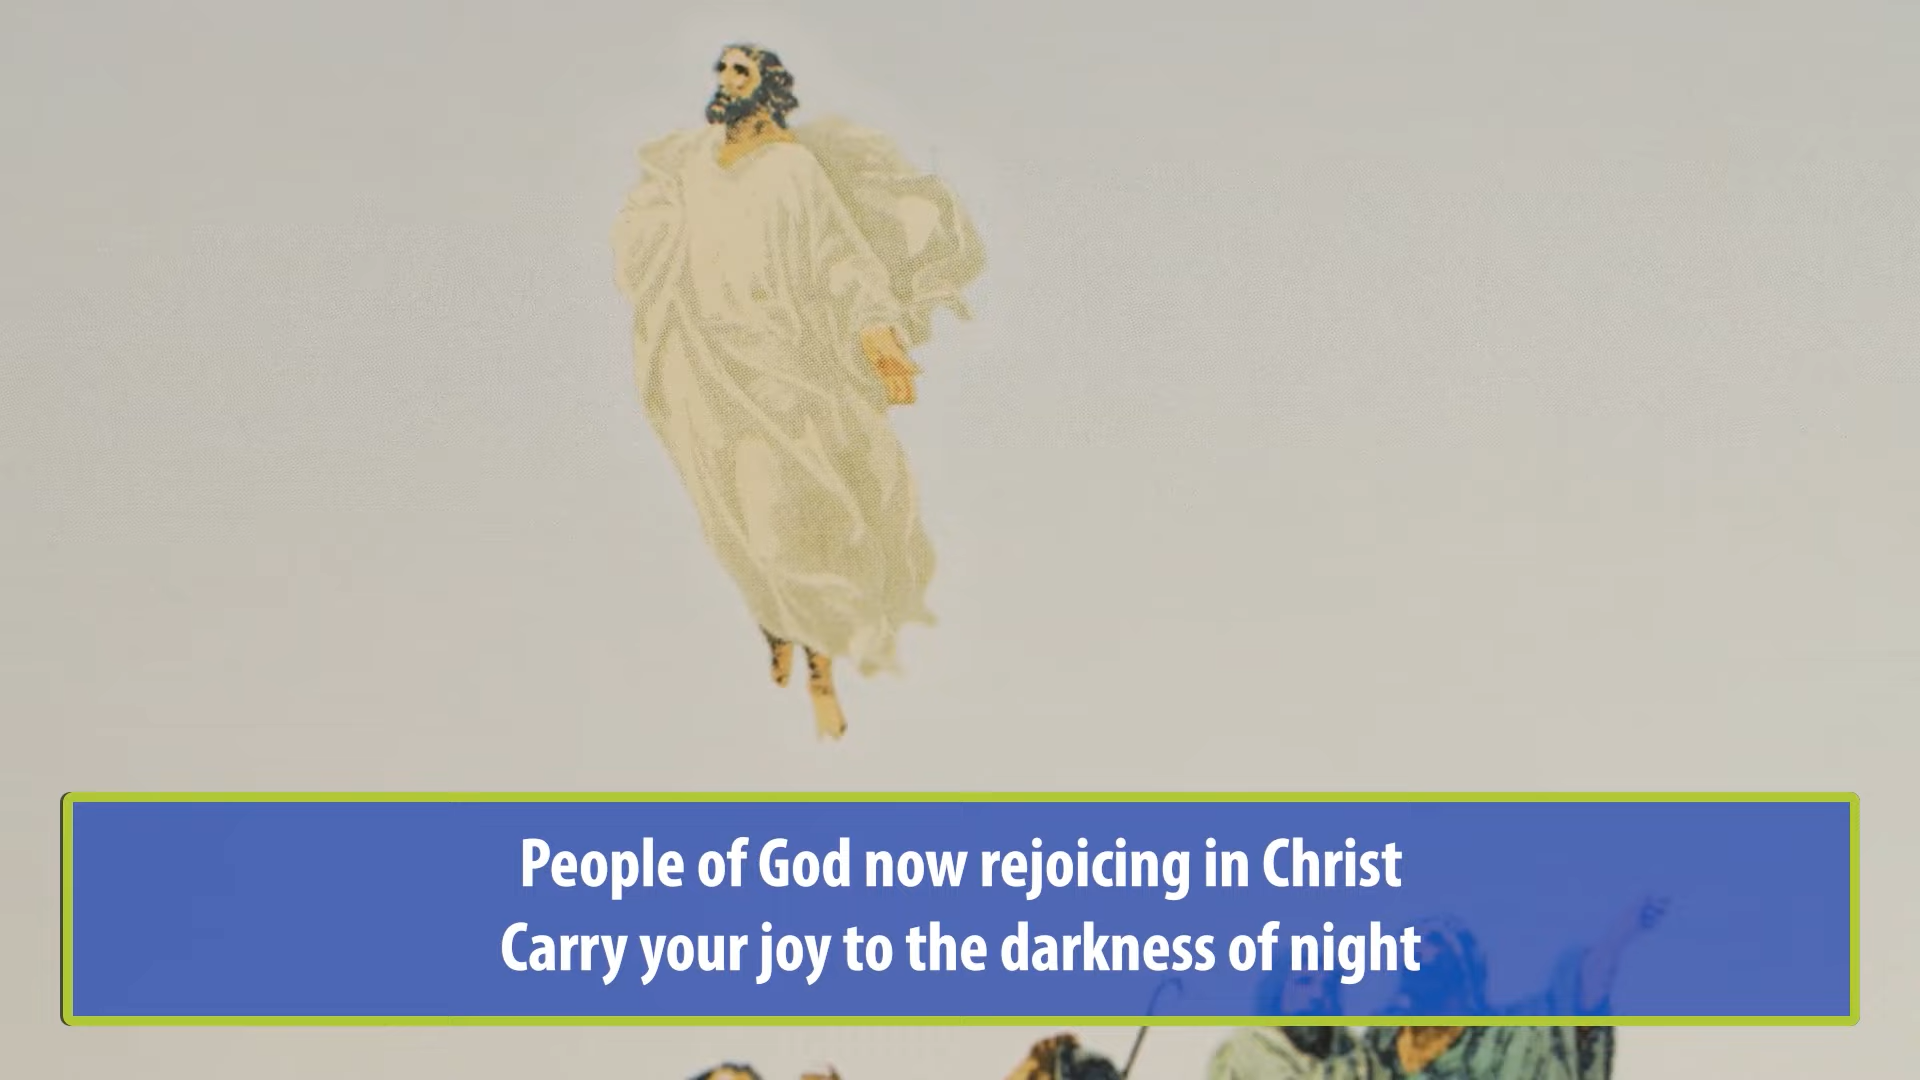 People of God now rejoicing in Christ
Carry your joy to the darkness of night